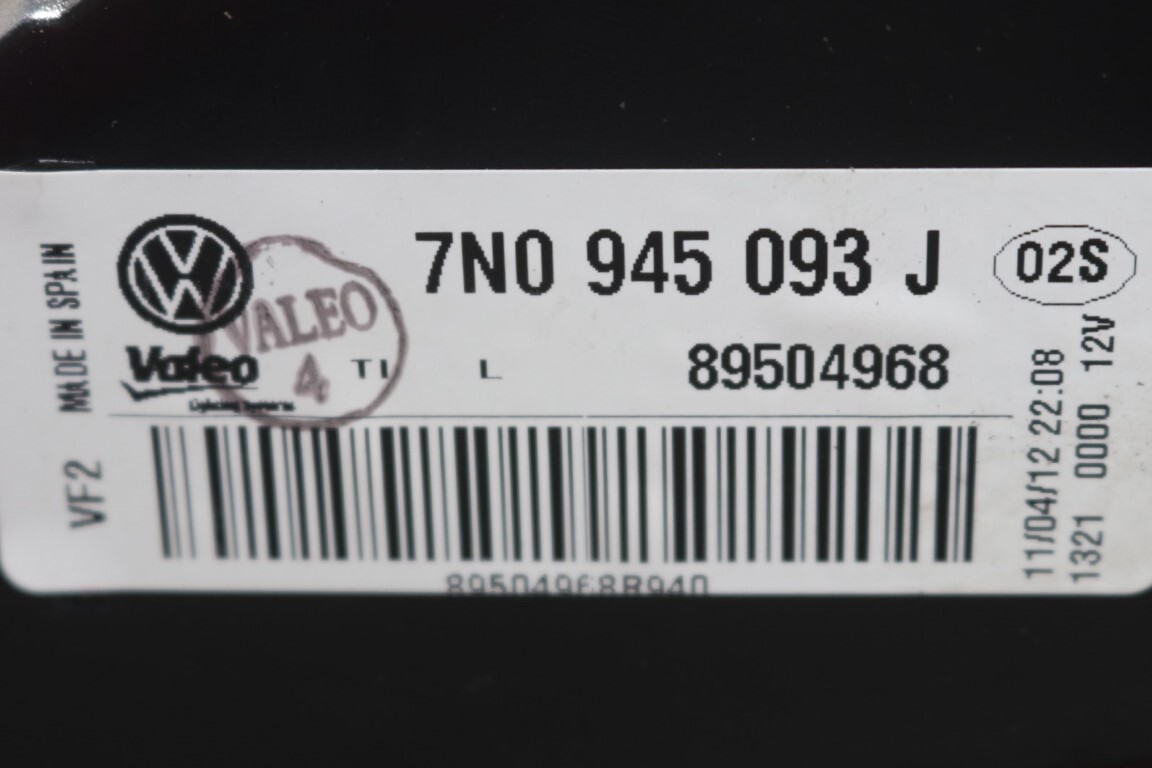 MADE IN SPAIN
VF2
7N0 945 093 J
02S
Valeo
VALEO
4
TI L
89504968
11/04/12 22:08
1321 0000 12V
89504968R940